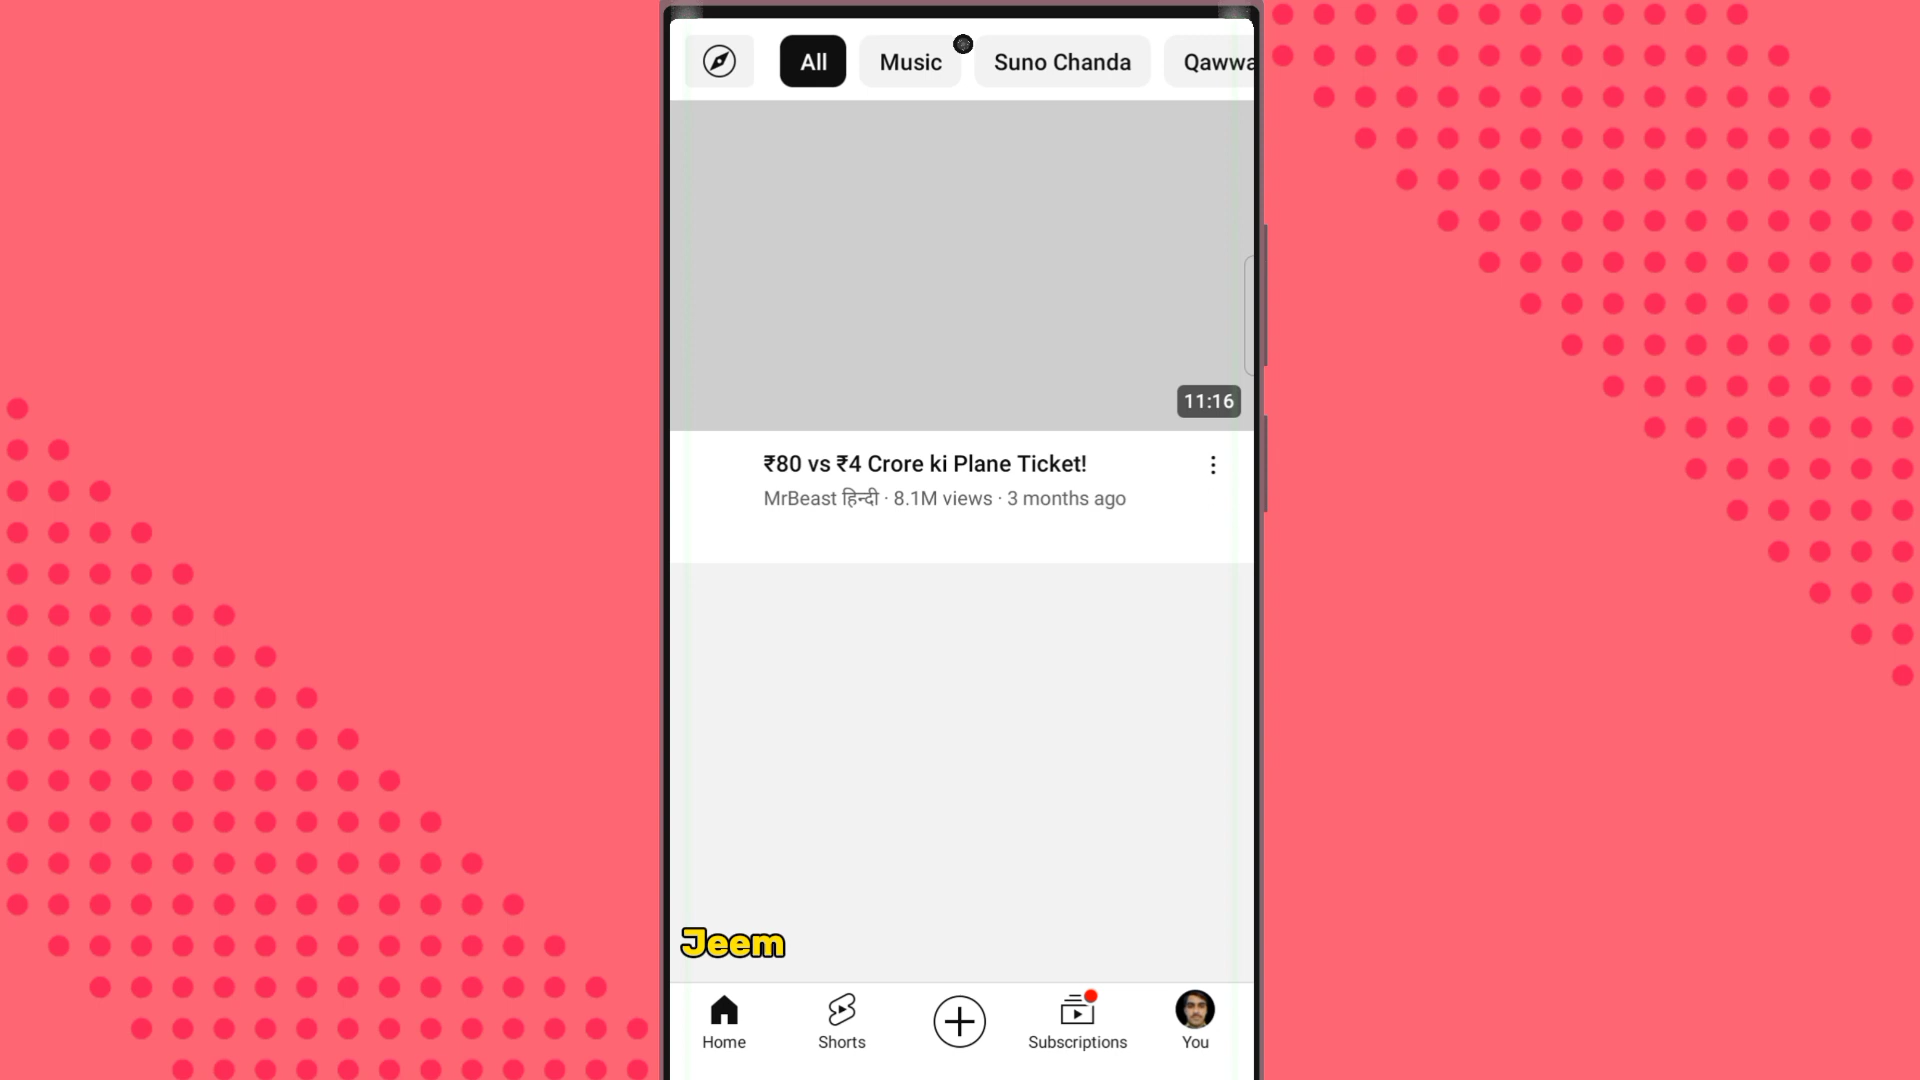 All
Music
Suno Chanda
Qawwa
11:16
₹80 vs ₹4 Crore ki Plane Ticket!
MrBeast हिन्दी · 8.1M views · 3 months ago
Jeem
Home
Shorts
Subscriptions
You